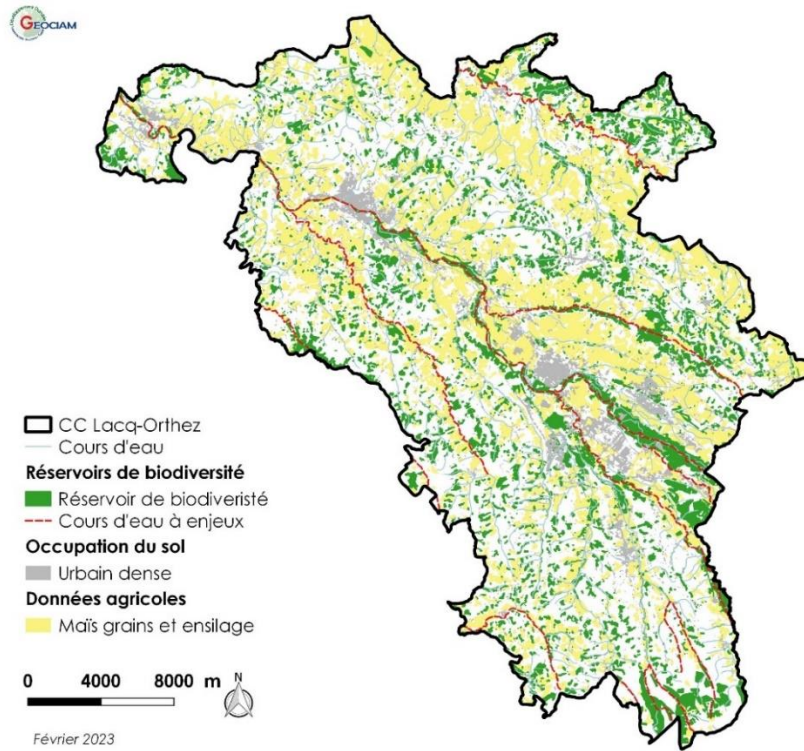 GEOCIAM
CC Lacq-Orthez
Cours d'eau
Réservoirs de biodiversité
Réservoir de biodiveristé
Cours d'eau à enjeux
Occupation du sol
Urbain dense
Données agricoles
Maïs grains et ensilage
0 4000 8000 m N
Février 2023